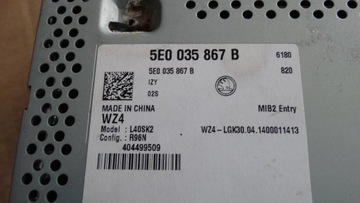 5E0 035 867 B 6180
5E0 035 867 B 820
IZY
02S
MADE IN CHINA MIB2 Entry
WZ4
Model : L40SK2 WZ4-LGK30.04.1400011413
Config. : R96N
404499509